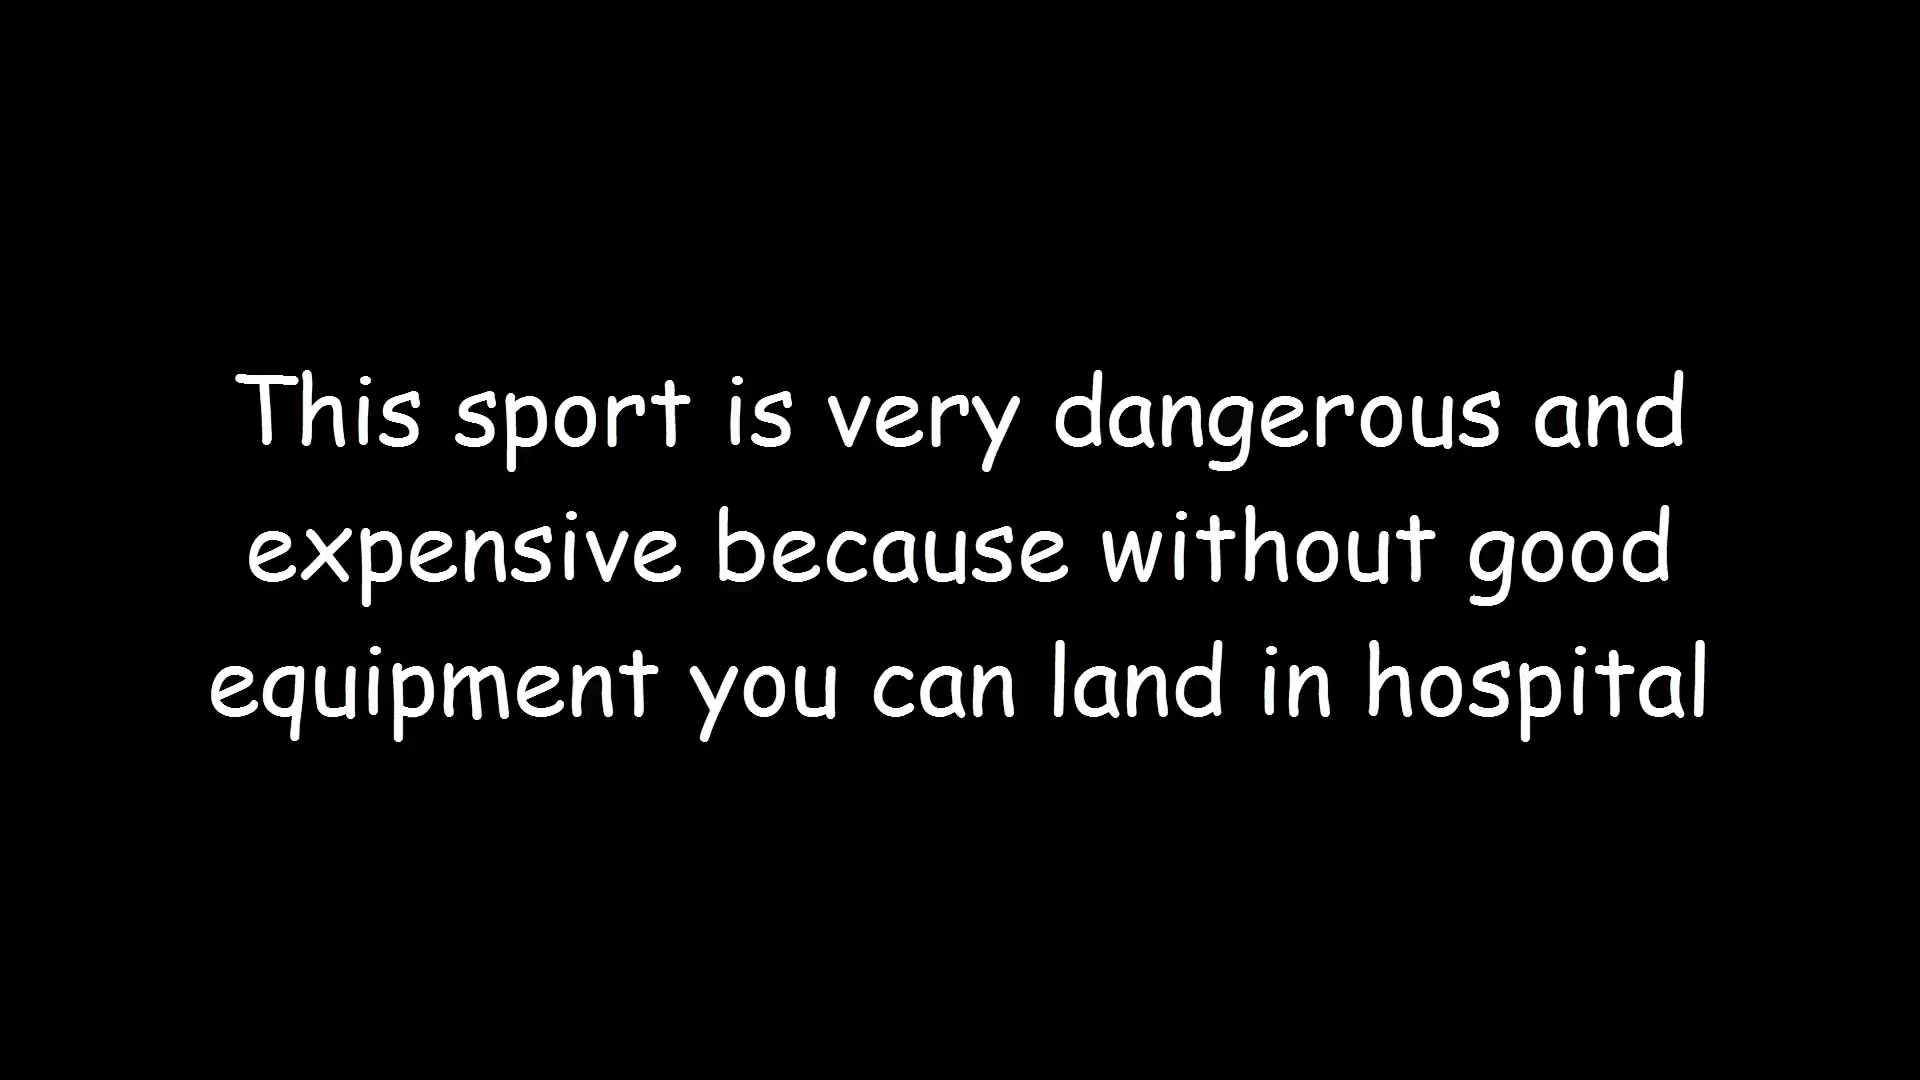 This sport is very dangerous and
expensive because without good
equipment you can land in hospital